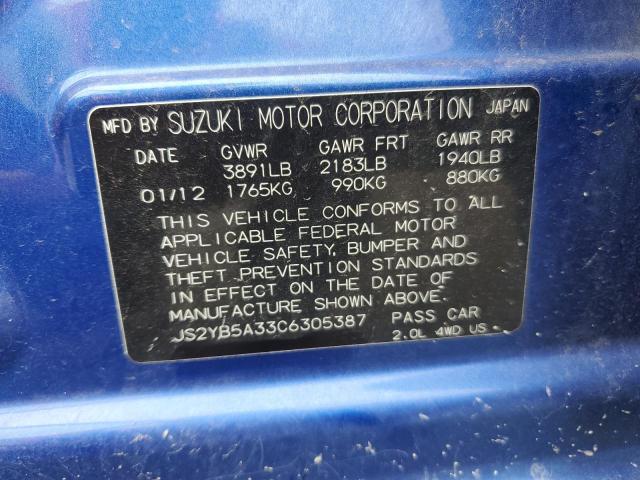 MFD BY SUZUKI MOTOR CORPORATION JAPAN
DATE GVWR GAWR FRT GAWR RR
3891LB 2183LB 1940LB
01/12 1765KG 990KG 880KG
THIS VEHICLE CONFORMS TO ALL
APPLICABLE FEDERAL MOTOR
VEHICLE SAFETY, BUMPER AND
THEFT PREVENTION STANDARDS
IN EFFECT ON THE DATE OF
MANUFACTURE SHOWN ABOVE.
JS2YB5A33C6305387 PASS CAR
2.0L 4WD US